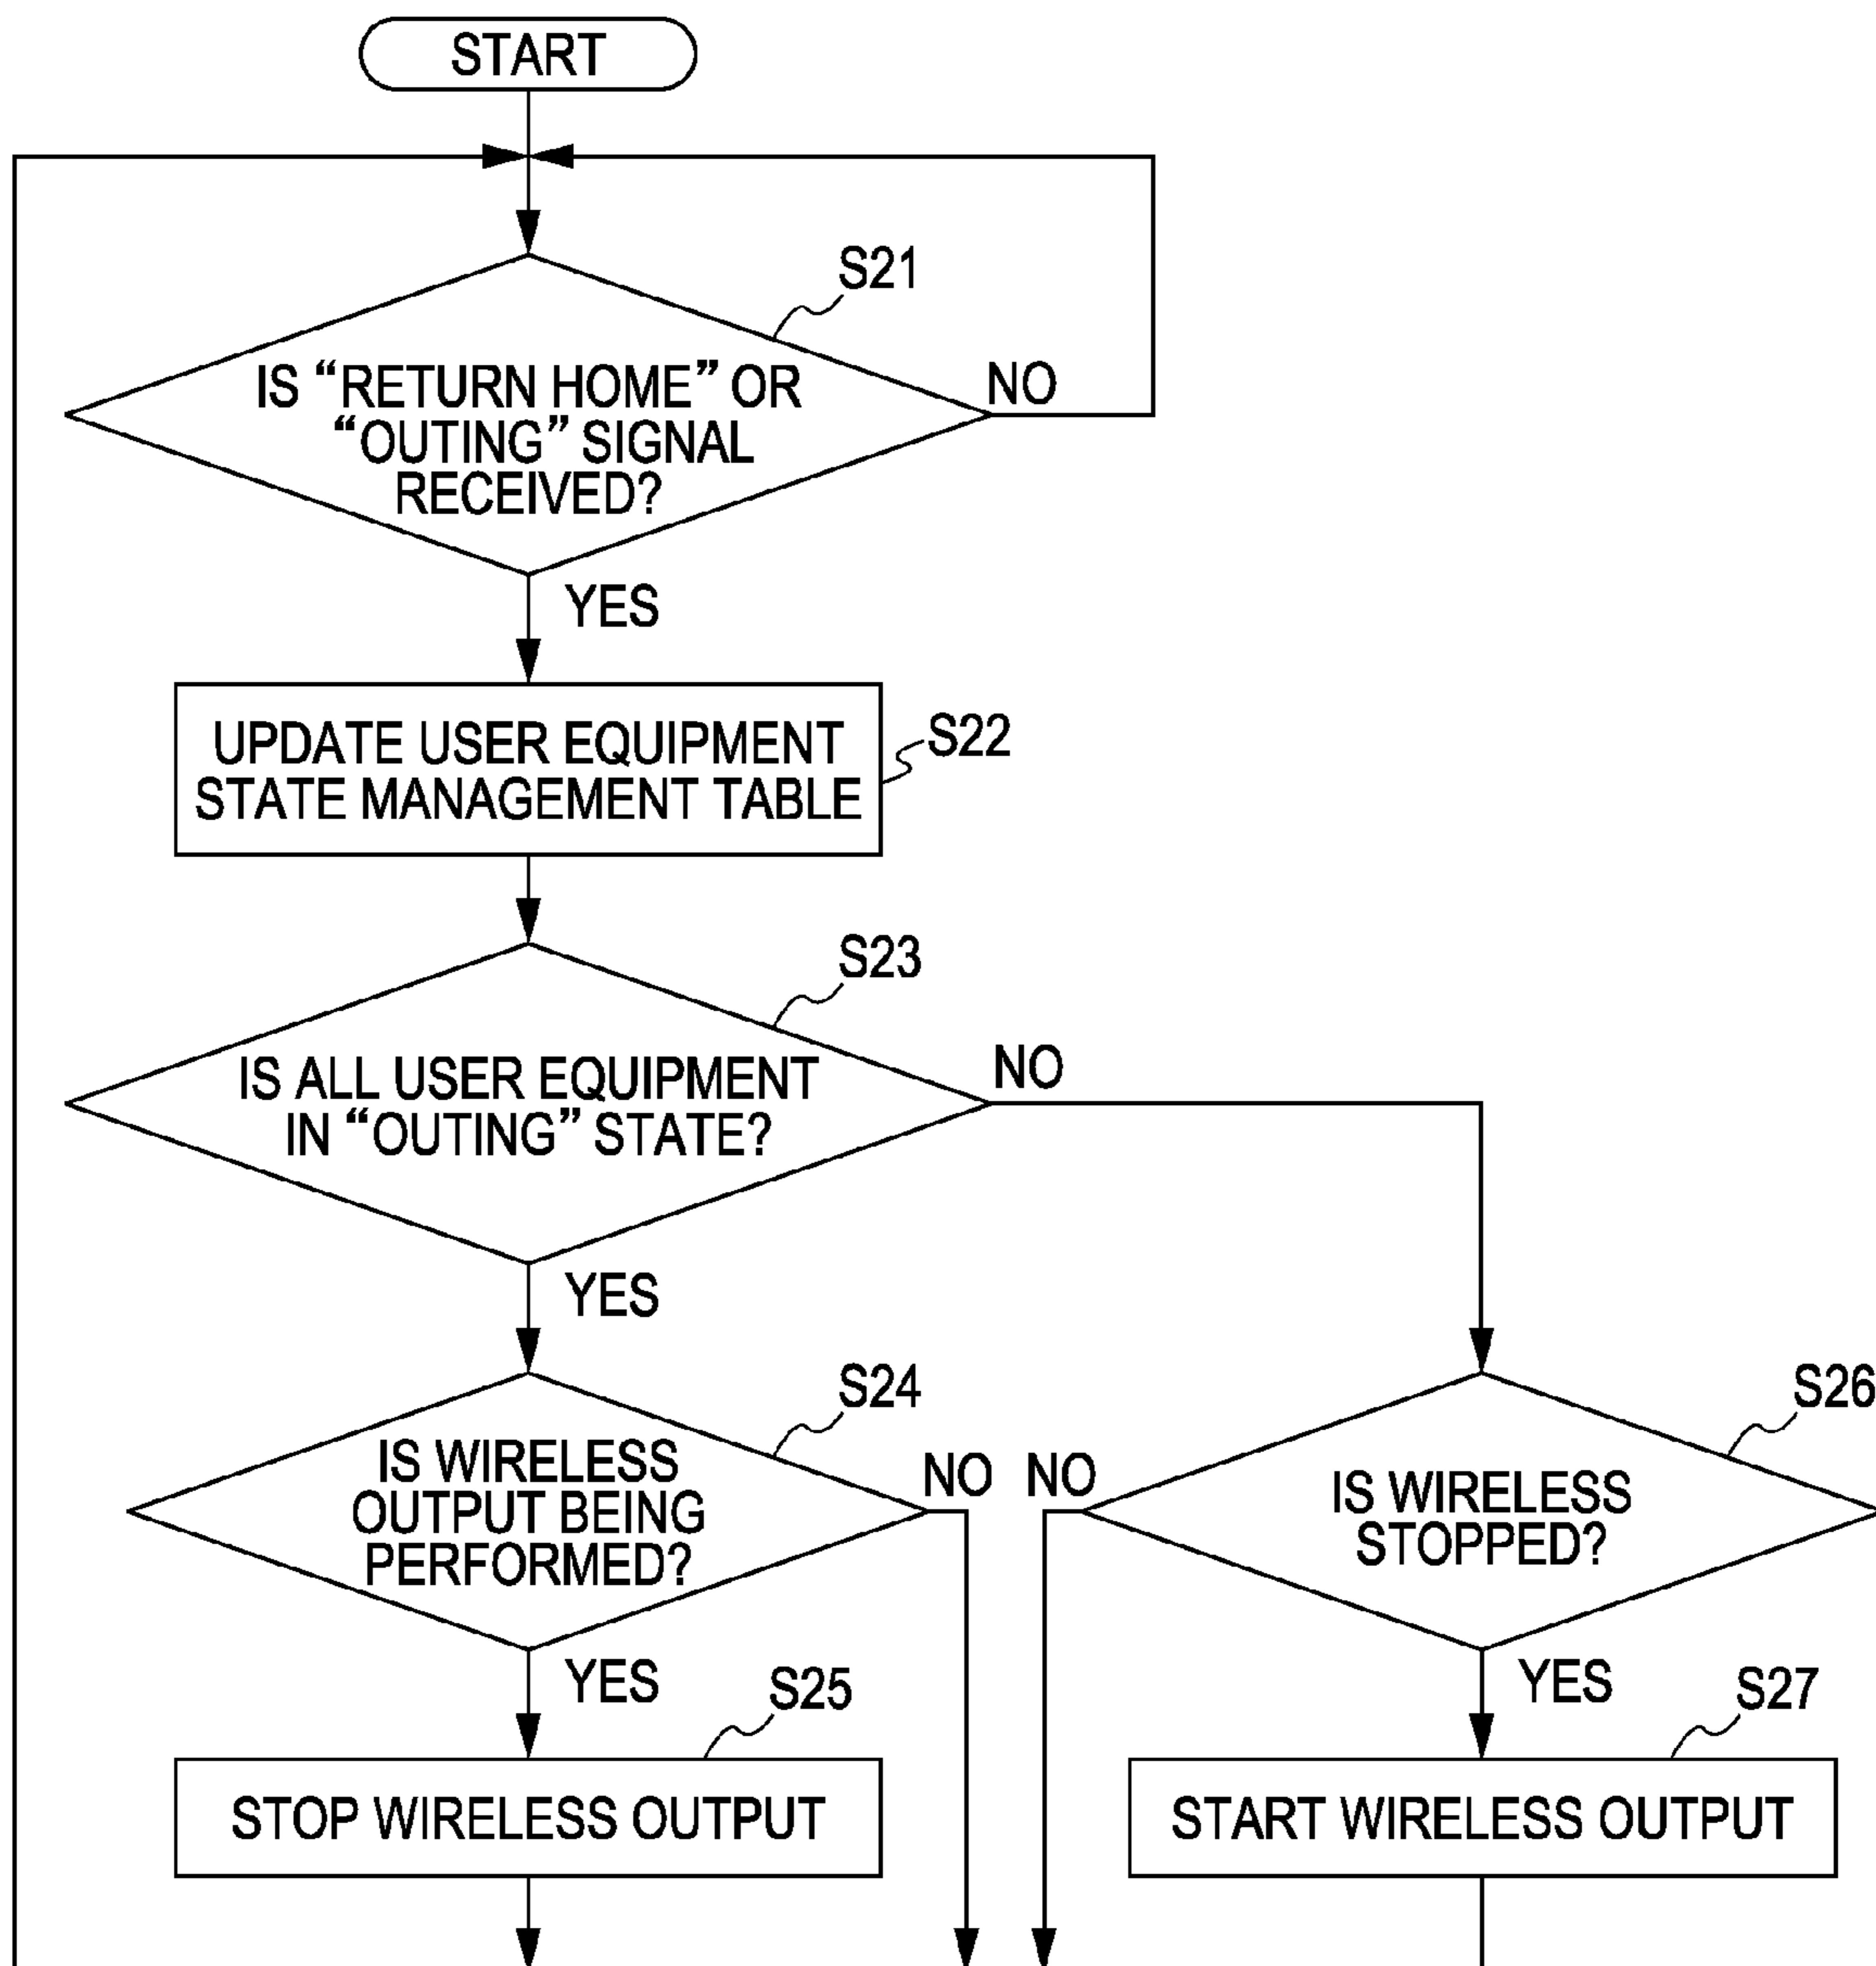 START
S21
IS “RETURN HOME” OR
“OUTING” SIGNAL
RECEIVED?
NO
YES
UPDATE USER EQUIPMENT
STATE MANAGEMENT TABLE
S22
S23
IS ALL USER EQUIPMENT
IN “OUTING” STATE?
NO
YES
S24
IS WIRELESS
OUTPUT BEING
PERFORMED?
NO
YES
S25
STOP WIRELESS OUTPUT
S26
NO
IS WIRELESS
STOPPED?
YES
S27
START WIRELESS OUTPUT